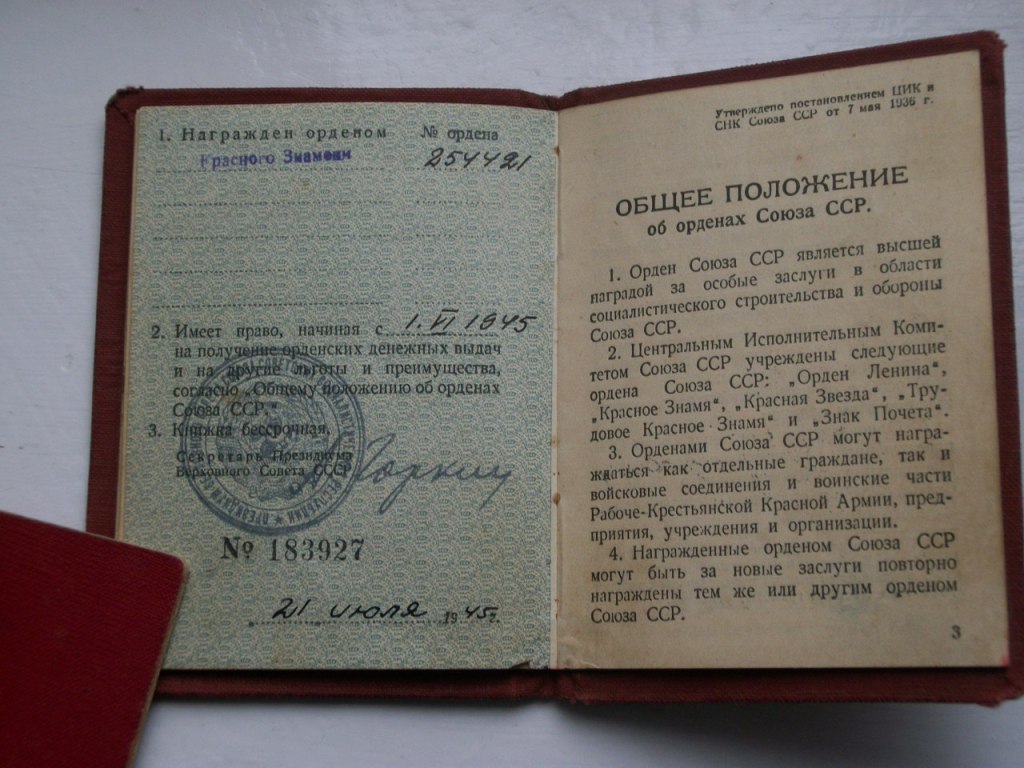 1. Награжден орденом № ордена
Красного Знамени 254421
2. Имеет право, начиная с 1. VI 1945
на получение орденских денежных выдач
и на другие льготы и преимущества,
согласно „Общему положению об орденах
Союза ССР."
3. Книжка бессрочная.
Секретарь Президиума
Верховного Совета СССР
А Горкин
№ 183927
„21 июля 1945г.
Утверждено постановлением ЦИК и
СНК Союза ССР от 7 мая 1936 г.
ОБЩЕЕ ПОЛОЖЕНИЕ
об орденах Союза ССР.
1. Орден Союза ССР является высшей
наградой за особые заслуги в области
социалистического строительства и обороны
Союза ССР.
2. Центральным Исполнительным Коми-
тетом Союза ССР учреждены следующие
ордена Союза ССР: „Орден Ленина",
„Красное Знамя", „Красная Звезда", „Тру-
довое Красное Знамя" и „Знак Почета".
3. Орденами Союза ССР могут награ-
ждаться как отдельные граждане, так и
войсковые соединения и воинские части
Рабоче-Крестьянской Красной Армии, пред-
приятия, учреждения и организации.
4. Награжденные орденом Союза ССР
могут быть за новые заслуги повторно
награждены тем же или другим орденом
Союза ССР.
3